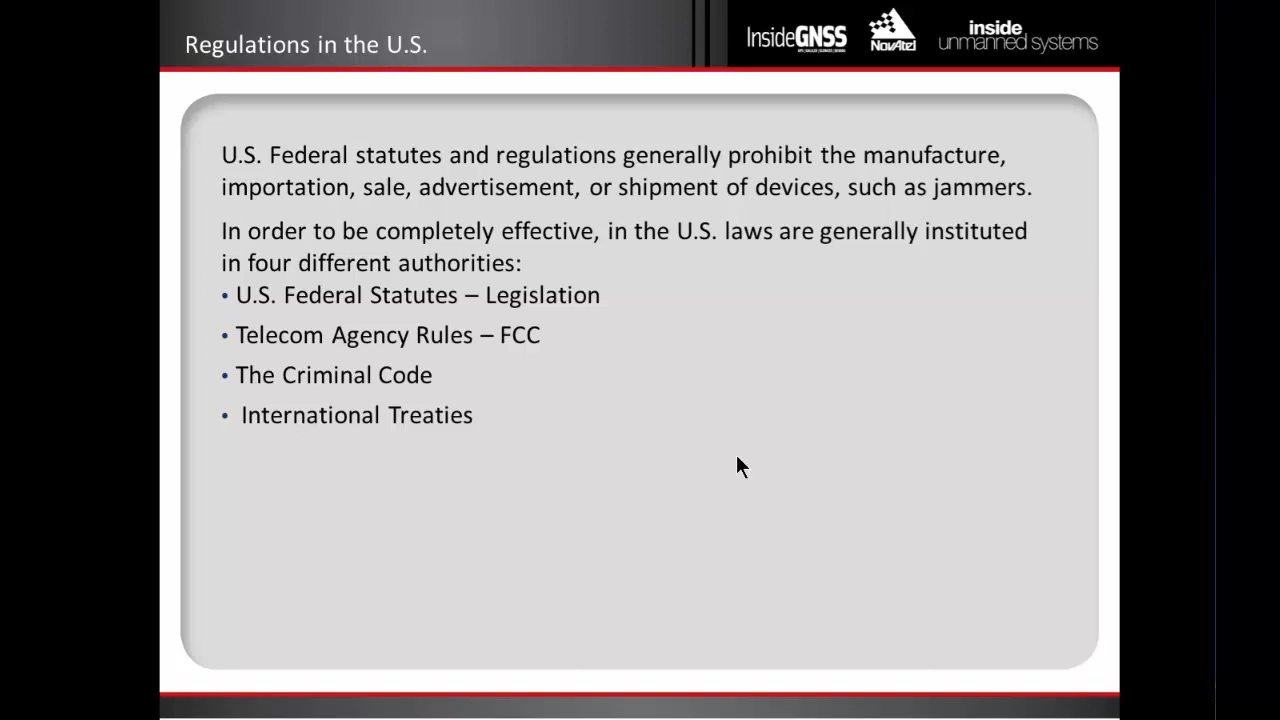 Regulations in the U.S.
InsideGNSS
NovAtel
inside
unmanned systems
U.S. Federal statutes and regulations generally prohibit the manufacture,
importation, sale, advertisement, or shipment of devices, such as jammers.
In order to be completely effective, in the U.S. laws are generally instituted
in four different authorities:
• U.S. Federal Statutes – Legislation
• Telecom Agency Rules – FCC
• The Criminal Code
• International Treaties